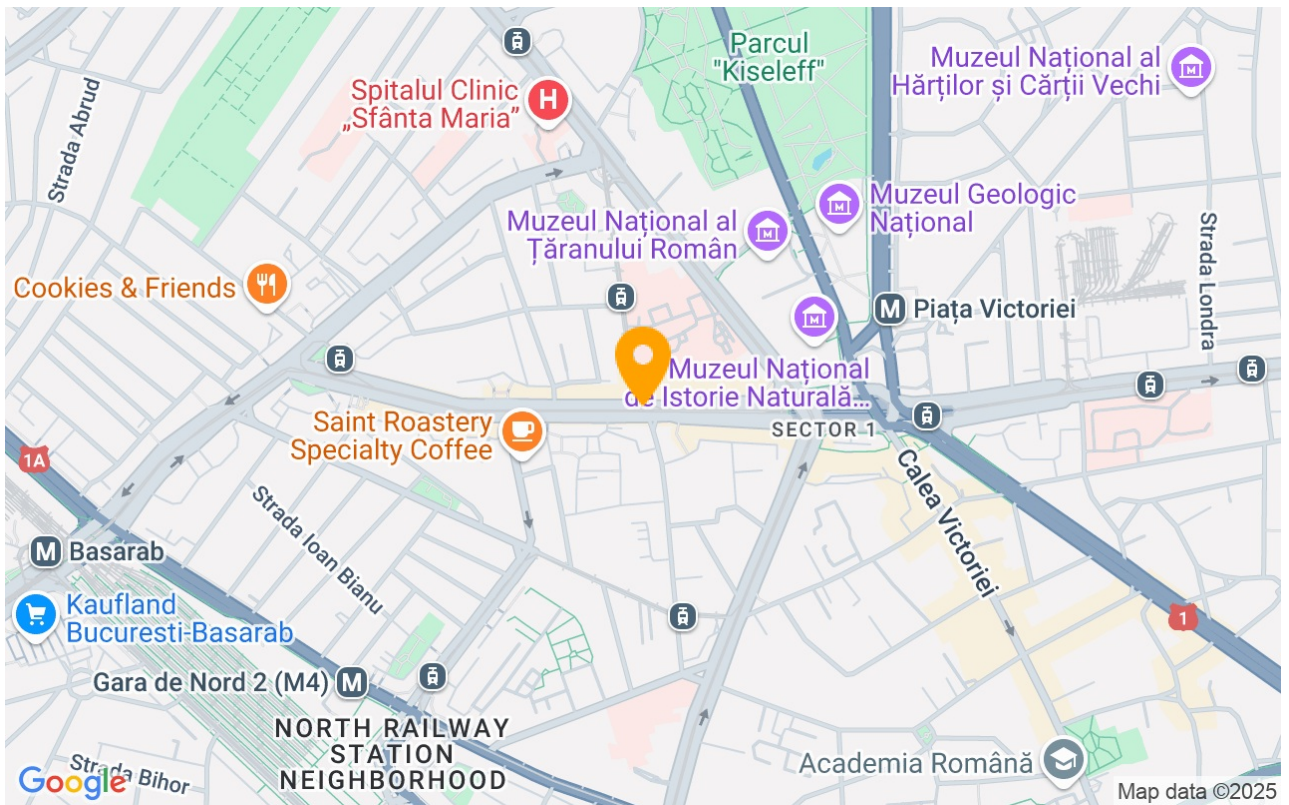 Parcul
"Kiseleff"
Muzeul Național al
Hărților și Cărții Vechi
Spitalul Clinic
„Sfânta Maria”
H
Strada Abrud
Muzeul Geologic
Național
Muzeul Național al
Țăranului Român
Strada Londra
Cookies & Friends
M Piața Victoriei
Muzeul Național
de Istorie Naturală...
Saint Roastery
Specialty Coffee
SECTOR 1
1A
Calea Victoriei
Strada Ioan Bianu
M Basarab
Kaufland
Bucuresti-Basarab
1
Gara de Nord 2 (M4) M
NORTH RAILWAY
STATION
NEIGHBORHOOD
Strada Bihor
Academia Română
Google
Map data ©2025